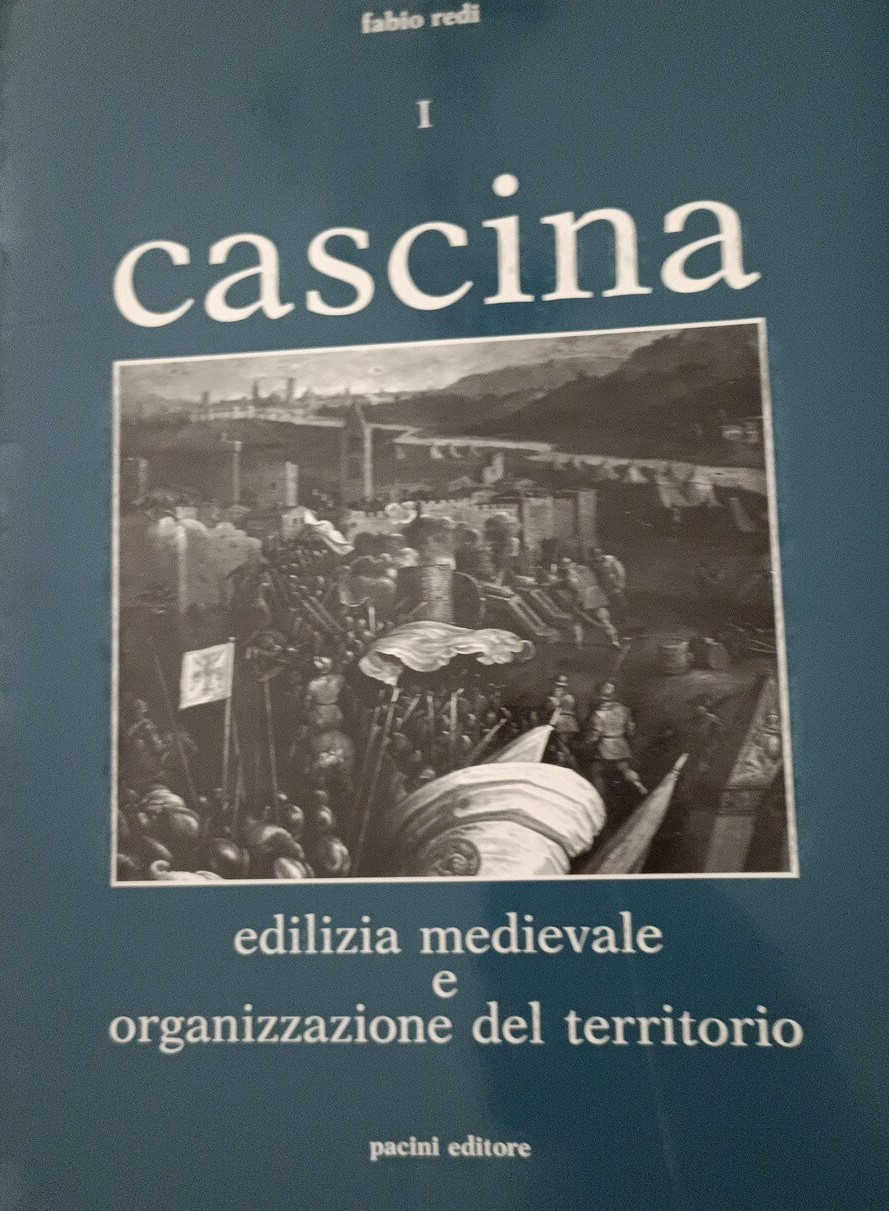 fabio redi
I
cascina
edilizia medievale
e
organizzazione del territorio
pacini editore